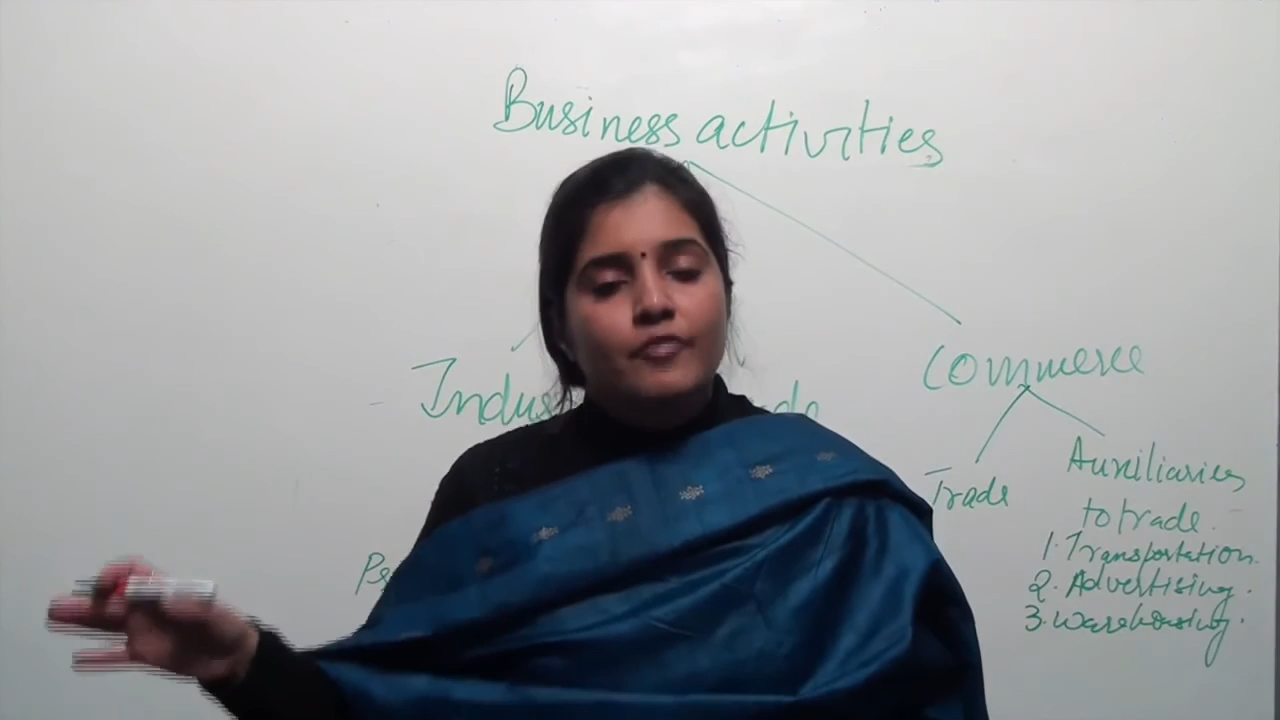 Business activities
Commerce
Trade
Auxiliaries
to trade.
1. Transportation.
2. Advertising.
3. Warehousing.